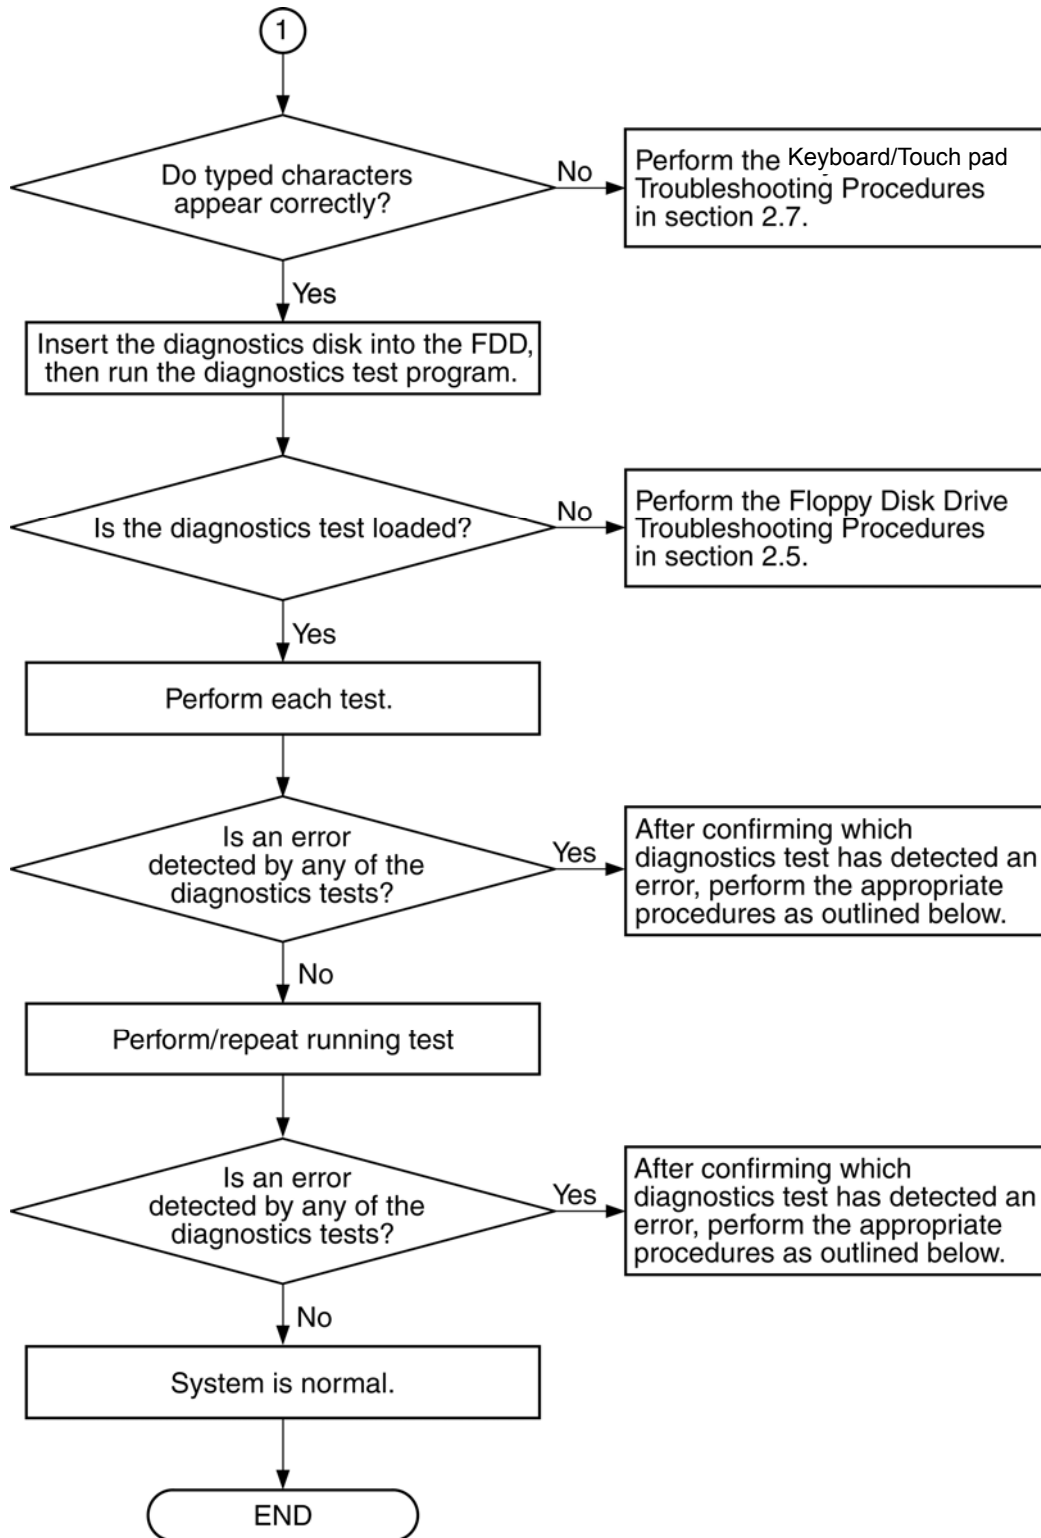 1
Do typed characters
appear correctly?
No
Perform the Keyboard/Touch pad
Troubleshooting Procedures
in section 2.7.
Yes
Insert the diagnostics disk into the FDD,
then run the diagnostics test program.
Is the diagnostics test loaded?
No
Perform the Floppy Disk Drive
Troubleshooting Procedures
in section 2.5.
Yes
Perform each test.
Is an error
detected by any of the
diagnostics tests?
Yes
After confirming which
diagnostics test has detected an
error, perform the appropriate
procedures as outlined below.
No
Perform/repeat running test
Is an error
detected by any of the
diagnostics tests?
Yes
After confirming which
diagnostics test has detected an
error, perform the appropriate
procedures as outlined below.
No
System is normal.
END